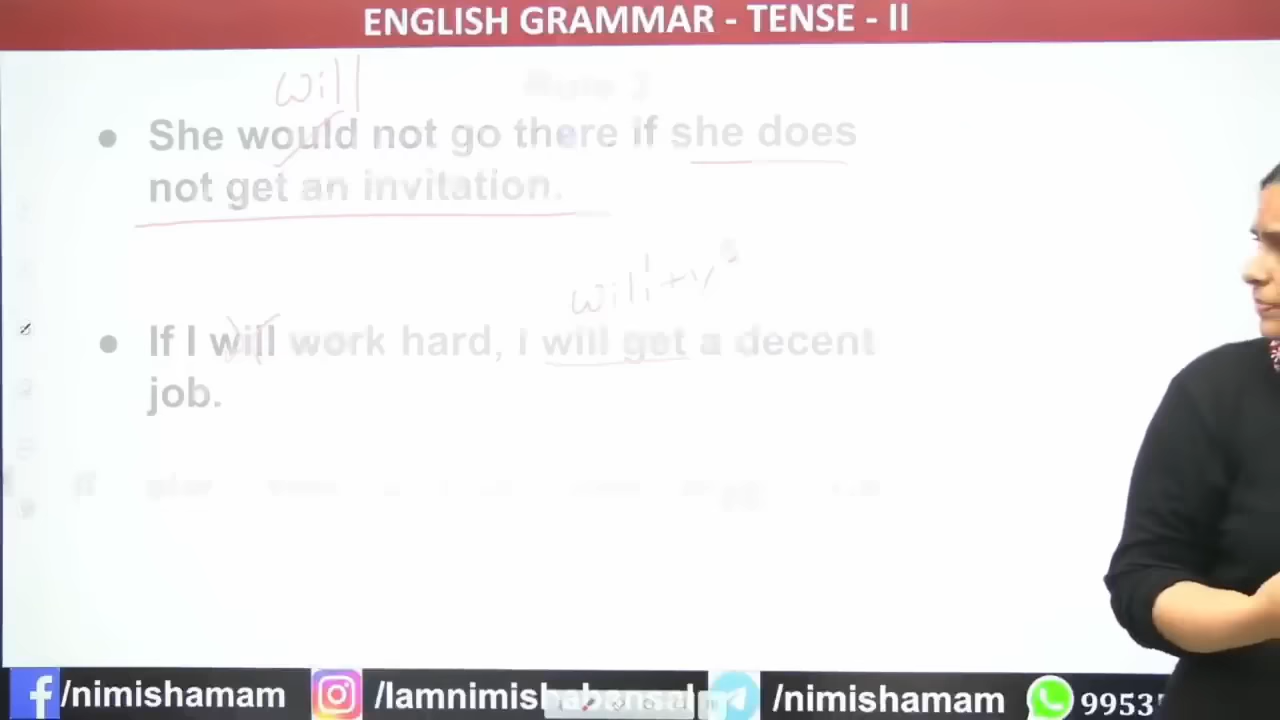 ENGLISH GRAMMAR - TENSE - II
will
She would not go there if she does
not get an invitation.
If I will work hard, I will get a decent
job.
/nimishamam
/Iamnimishabansal
/nimishamam
9953